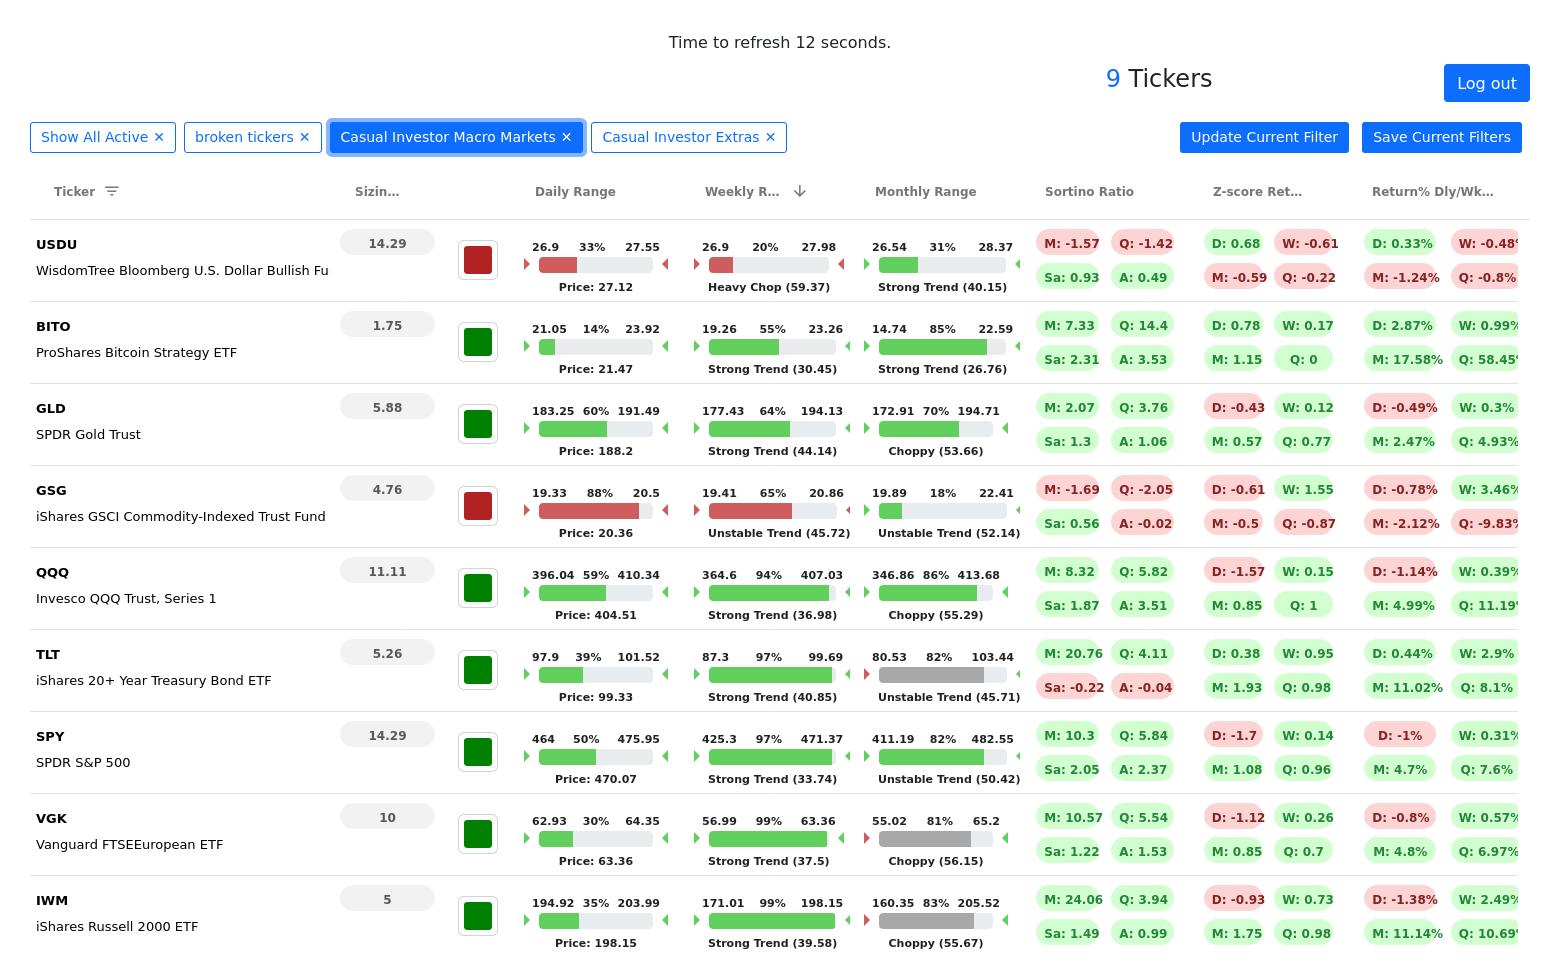 Time to refresh 12 seconds.
9 Tickers
Log out
Show All Active ✕ broken tickers ✕ Casual Investor Macro Markets ✕ Casual Investor Extras ✕ Update Current Filter Save Current Filters
Ticker Sizin… Daily Range Weekly R… Monthly Range Sortino Ratio Z-score Ret… Return% Dly/Wk…
USDU 14.29 26.9 33% 27.55 26.9 20% 27.98 26.54 31% 28.37 M: -1.57 Q: -1.42 D: 0.68 W: -0.61 D: 0.33% W: -0.48%
WisdomTree Bloomberg U.S. Dollar Bullish Fu Price: 27.12 Heavy Chop (59.37) Strong Trend (40.15) Sa: 0.93 A: 0.49 M: -0.59 Q: -0.22 M: -1.24% Q: -0.8%
BITO 1.75 21.05 14% 23.92 19.26 55% 23.26 14.74 85% 22.59 M: 7.33 Q: 14.4 D: 0.78 W: 0.17 D: 2.87% W: 0.99%
ProShares Bitcoin Strategy ETF Price: 21.47 Strong Trend (30.45) Strong Trend (26.76) Sa: 2.31 A: 3.53 M: 1.15 Q: 0 M: 17.58% Q: 58.45%
GLD 5.88 183.25 60% 191.49 177.43 64% 194.13 172.91 70% 194.71 M: 2.07 Q: 3.76 D: -0.43 W: 0.12 D: -0.49% W: 0.3%
SPDR Gold Trust Price: 188.2 Strong Trend (44.14) Choppy (53.66) Sa: 1.3 A: 1.06 M: 0.57 Q: 0.77 M: 2.47% Q: 4.93%
GSG 4.76 19.33 88% 20.5 19.41 65% 20.86 19.89 18% 22.41 M: -1.69 Q: -2.05 D: -0.61 W: 1.55 D: -0.78% W: 3.46%
iShares GSCI Commodity-Indexed Trust Fund Price: 20.36 Unstable Trend (45.72) Unstable Trend (52.14) Sa: 0.56 A: -0.02 M: -0.5 Q: -0.87 M: -2.12% Q: -9.83%
QQQ 11.11 396.04 59% 410.34 364.6 94% 407.03 346.86 86% 413.68 M: 8.32 Q: 5.82 D: -1.57 W: 0.15 D: -1.14% W: 0.39%
Invesco QQQ Trust, Series 1 Price: 404.51 Strong Trend (36.98) Choppy (55.29) Sa: 1.87 A: 3.51 M: 0.85 Q: 1 M: 4.99% Q: 11.19%
TLT 5.26 97.9 39% 101.52 87.3 97% 99.69 80.53 82% 103.44 M: 20.76 Q: 4.11 D: 0.38 W: 0.95 D: 0.44% W: 2.9%
iShares 20+ Year Treasury Bond ETF Price: 99.33 Strong Trend (40.85) Unstable Trend (45.71) Sa: -0.22 A: -0.04 M: 1.93 Q: 0.98 M: 11.02% Q: 8.1%
SPY 14.29 464 50% 475.95 425.3 97% 471.37 411.19 82% 482.55 M: 10.3 Q: 5.84 D: -1.7 W: 0.14 D: -1% W: 0.31%
SPDR S&P 500 Price: 470.07 Strong Trend (33.74) Unstable Trend (50.42) Sa: 2.05 A: 2.37 M: 1.08 Q: 0.96 M: 4.7% Q: 7.6%
VGK 10 62.93 30% 64.35 56.99 99% 63.36 55.02 81% 65.2 M: 10.57 Q: 5.54 D: -1.12 W: 0.26 D: -0.8% W: 0.57%
Vanguard FTSEEuropean ETF Price: 63.36 Strong Trend (37.5) Choppy (56.15) Sa: 1.22 A: 1.53 M: 0.85 Q: 0.7 M: 4.8% Q: 6.97%
IWM 5 194.92 35% 203.99 171.01 99% 198.15 160.35 83% 205.52 M: 24.06 Q: 3.94 D: -0.93 W: 0.73 D: -1.38% W: 2.49%
iShares Russell 2000 ETF Price: 198.15 Strong Trend (39.58) Choppy (55.67) Sa: 1.49 A: 0.99 M: 1.75 Q: 0.98 M: 11.14% Q: 10.69%